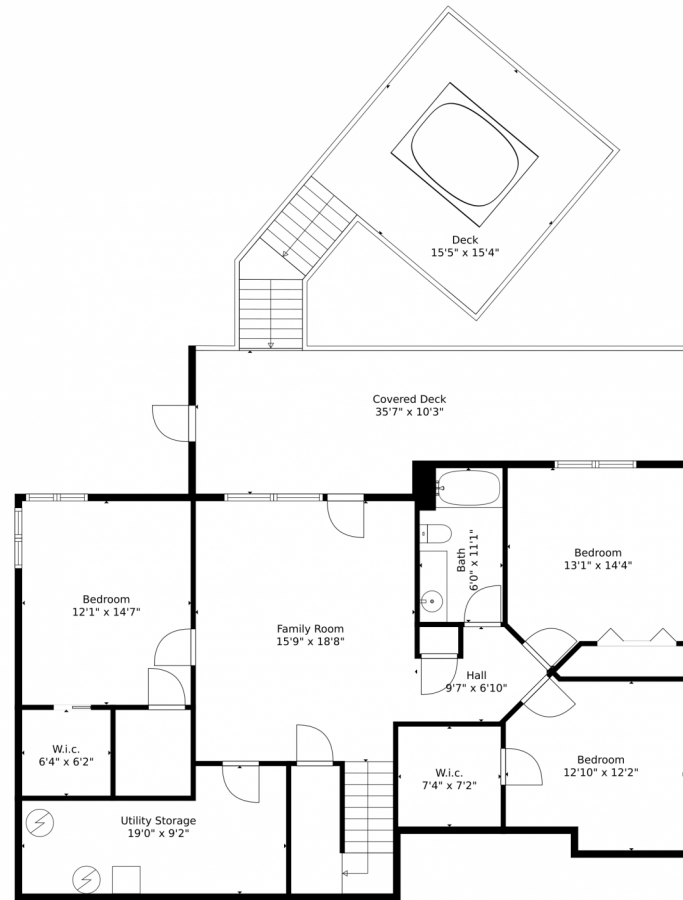 Deck
15'5" x 15'4"
Covered Deck
35'7" x 10'3"
Bath
6'0" x 11'1"
Bedroom
13'1" x 14'4"
Bedroom
12'1" x 14'7"
Family Room
15'9" x 18'8"
Hall
9'7" x 6'10"
W.i.c.
6'4" x 6'2"
W.i.c.
7'4" x 7'2"
Bedroom
12'10" x 12'2"
Utility Storage
19'0" x 9'2"